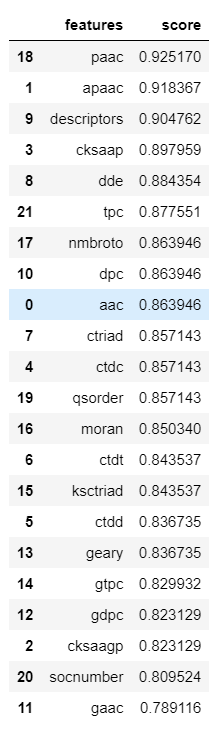 features score
18 paac 0.925170
1 apaac 0.918367
9 descriptors 0.904762
3 cksaap 0.897959
8 dde 0.884354
21 tpc 0.877551
17 nmbroto 0.863946
10 dpc 0.863946
0 aac 0.863946
7 ctriad 0.857143
4 ctdc 0.857143
19 qsorder 0.857143
16 moran 0.850340
6 ctdt 0.843537
15 ksctriad 0.843537
5 ctdd 0.836735
13 geary 0.836735
14 gtpc 0.829932
12 gdpc 0.823129
2 cksaagp 0.823129
20 socnumber 0.809524
11 gaac 0.789116